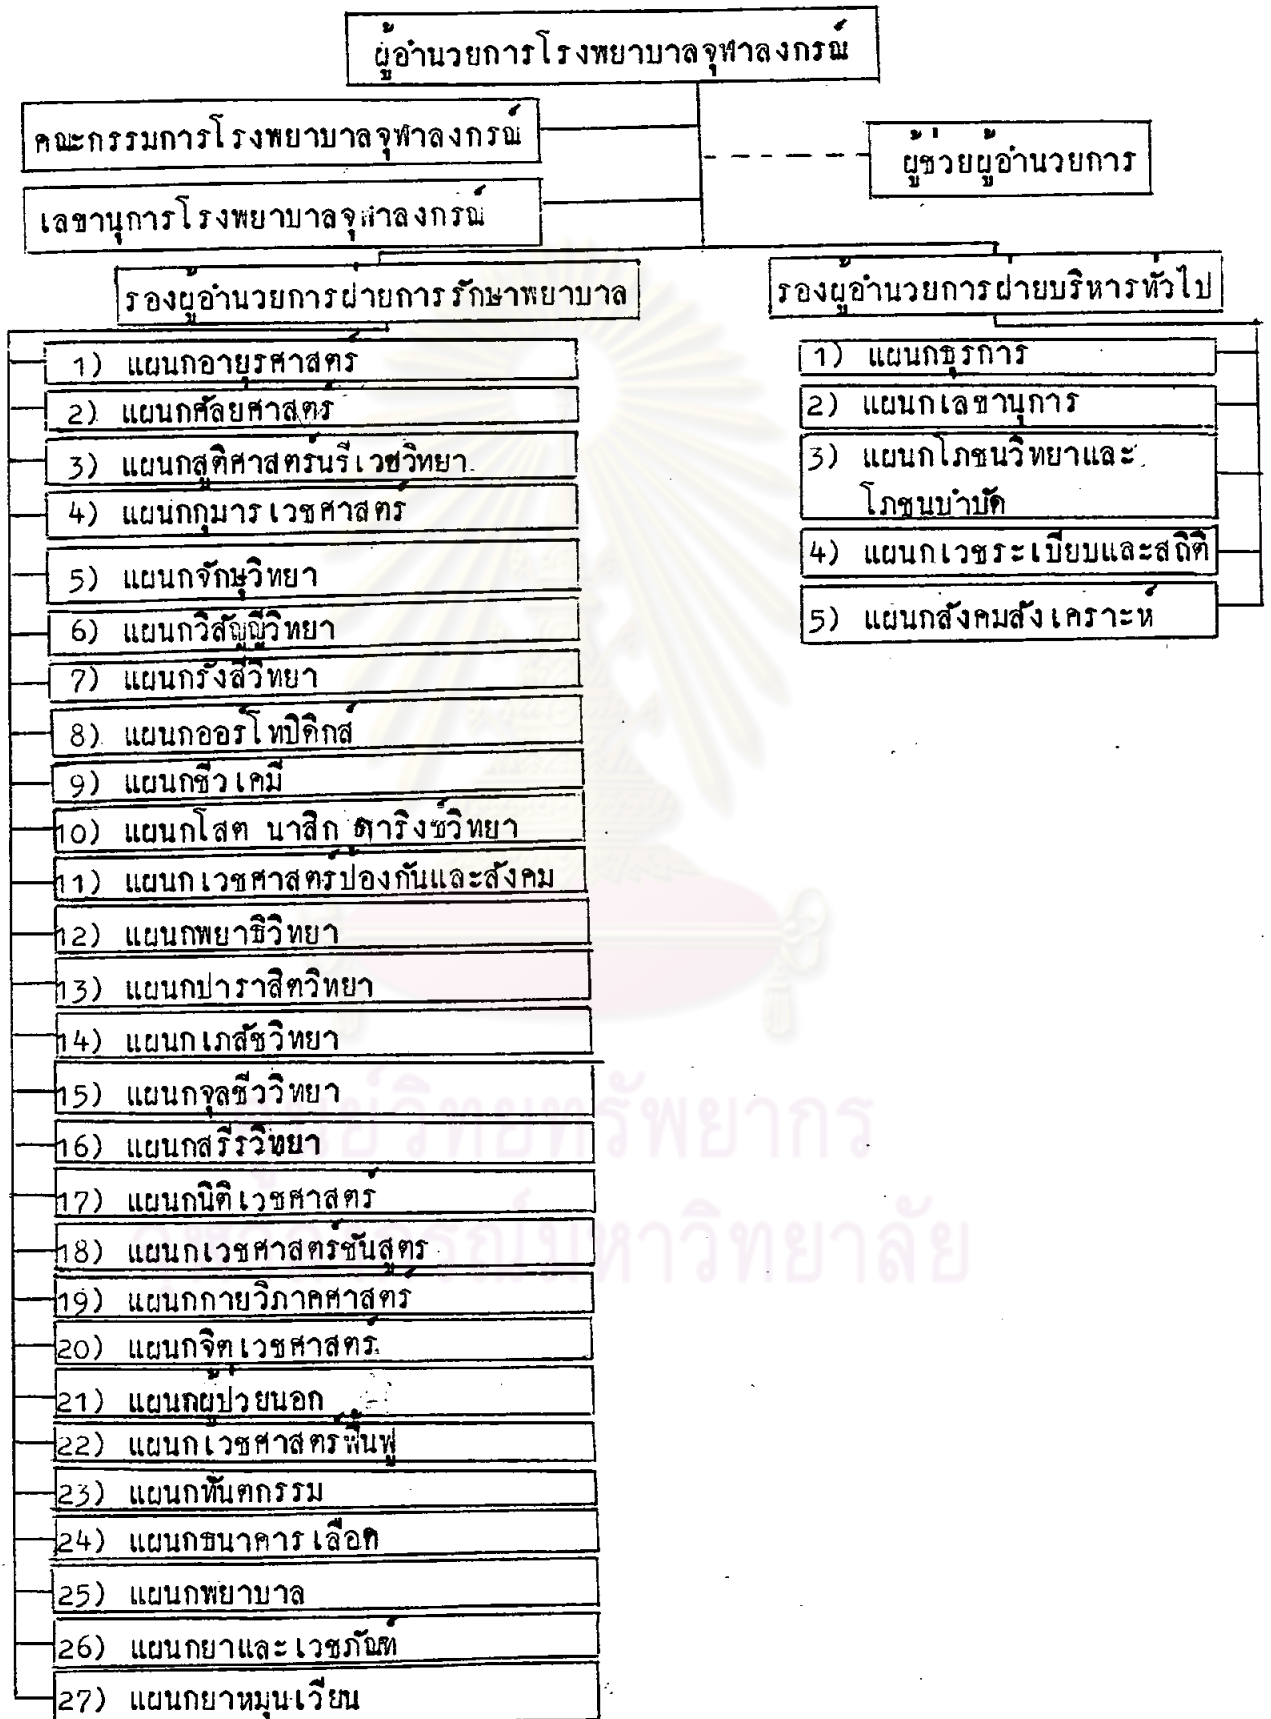 ผู้อำนวยการโรงพยาบาลจุฬาลงกรณ์
คณะกรรมการโรงพยาบาลจุฬาลงกรณ์
ผู้ช่วยผู้อำนวยการ
เลขานุการโรงพยาบาลจุฬาลงกรณ์
รองผู้อำนวยการฝ่ายการรักษาพยาบาล
1) แผนกอายุรศาสตร์
2) แผนกศัลยศาสตร์
3) แผนกสูติศาสตร์นรีเวชวิทยา
4) แผนกกุมารเวชศาสตร์
5) แผนกจักษุวิทยา
6) แผนกวิสัญญีวิทยา
7) แผนกรังสีวิทยา
8) แผนกออร์โทปิดิกส์
9) แผนกชีวเคมี
10) แผนกโสต นาสิก ลาริงซ์วิทยา
11) แผนกเวชศาสตร์ป้องกันและสังคม
12) แผนกพยาธิวิทยา
13) แผนกปาราสิตวิทยา
14) แผนกเภสัชวิทยา
15) แผนกจุลชีววิทยา
16) แผนกสรีรวิทยา
17) แผนกนิติเวชศาสตร์
18) แผนกเวชศาสตร์ชันสูตร
19) แผนกกายวิภาคศาสตร์
20) แผนกจิตเวชศาสตร์
21) แผนกผู้ป่วยนอก
22) แผนกเวชศาสตร์ฟื้นฟู
23) แผนกทันตกรรม
24) แผนกธนาคารเลือด
25) แผนกพยาบาล
26) แผนกยาและเวชภัณฑ์
27) แผนกยาหมุนเวียน
รองผู้อำนวยการฝ่ายบริหารทั่วไป
1) แผนกธุรการ
2) แผนกเลขานุการ
3) แผนกโภชนวิทยาและ
โภชนบำบัด
4) แผนกเวชระเบียบและสถิติ
5) แผนกสังคมสังเคราะห์
ศูนย์วิทยทรัพยากร
จุฬาลงกรณ์มหาวิทยาลัย